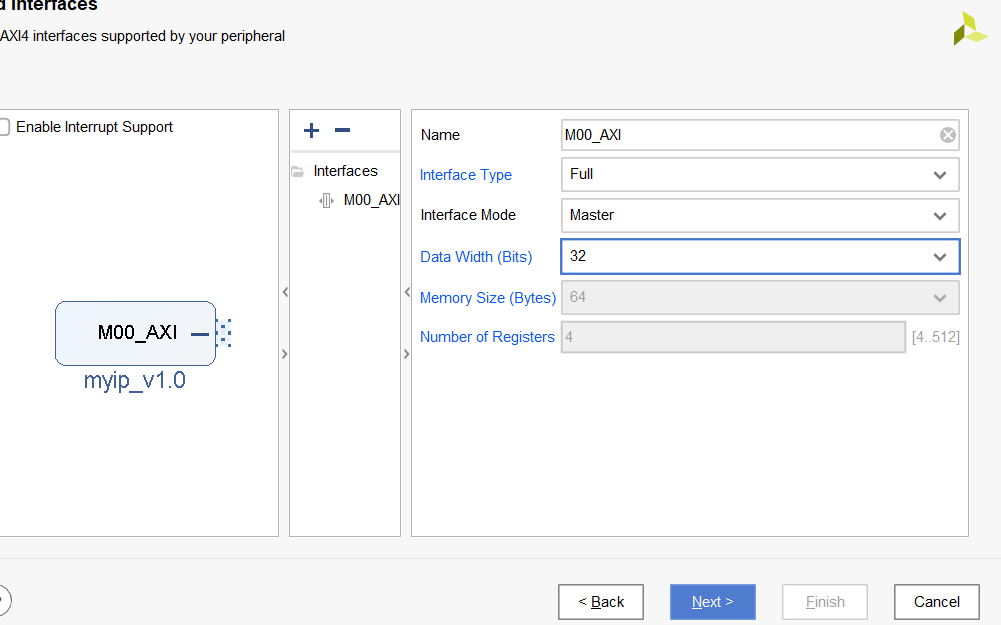 d Interfaces
AXI4 interfaces supported by your peripheral
Enable Interrupt Support
M00_AXI
myip_v1.0
Interfaces
M00_AXI
Name M00_AXI
Interface Type Full
Interface Mode Master
Data Width (Bits) 32
Memory Size (Bytes) 64
Number of Registers 4 [4..512]
< Back Next > Finish Cancel